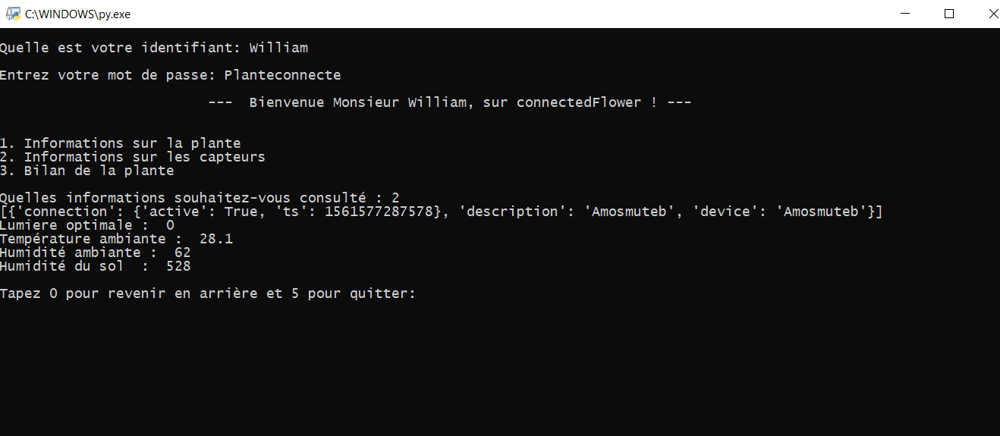 C:\WINDOWS\py.exe
Quelle est votre identifiant: William
Entrez votre mot de passe: Planteconnecte
--- Bienvenue Monsieur William, sur connectedFlower ! ---
1. Informations sur la plante
2. Informations sur les capteurs
3. Bilan de la plante
Quelles informations souhaitez-vous consulté : 2
[{'connection': {'active': True, 'ts': 1561577287578}, 'description': 'Amosmuteb', 'device': 'Amosmuteb'}]
Lumiere optimale :  0
Température ambiante :  28.1
Humidité ambiante :  62
Humidité du sol  :  528
Tapez 0 pour revenir en arrière et 5 pour quitter: